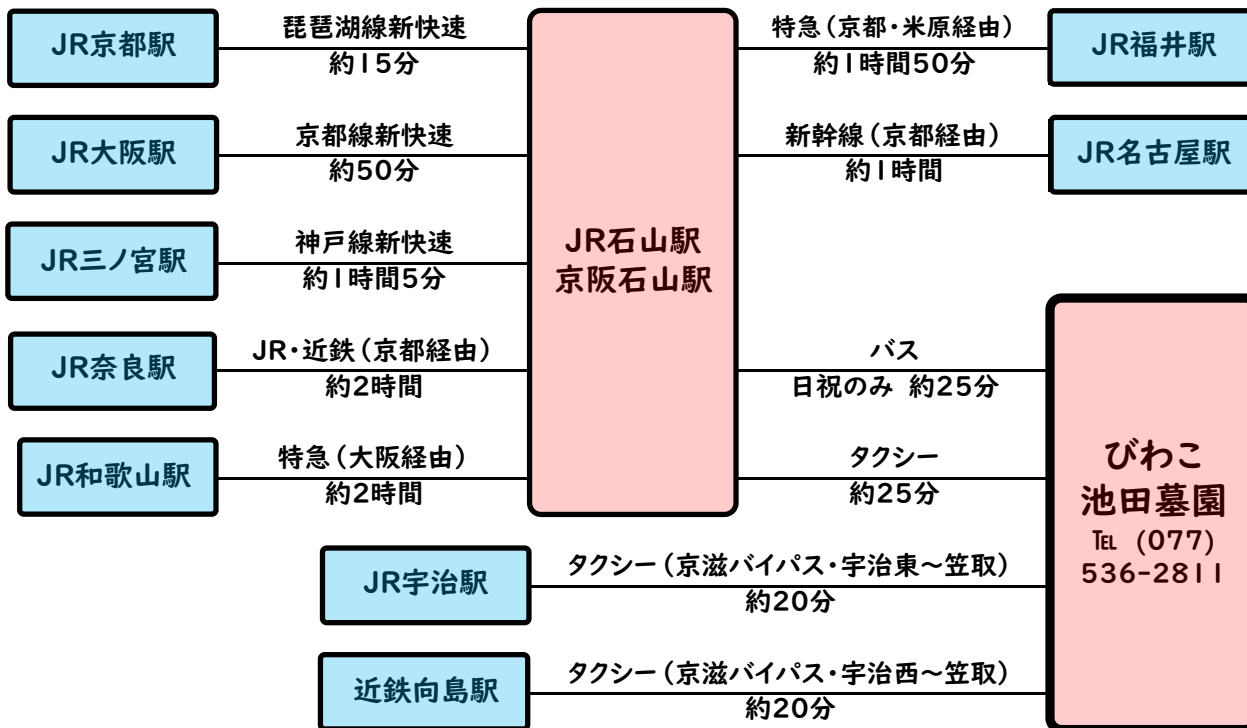 JR京都駅
琵琶湖線新快速
約15分
JR大阪駅
京都線新快速
約50分
JR三ノ宮駅
神戸線新快速
約1時間5分
JR奈良駅
JR・近鉄(京都経由)
約2時間
JR和歌山駅
特急(大阪経由)
約2時間
JR石山駅
京阪石山駅
特急(京都・米原経由)
約1時間50分
JR福井駅
新幹線(京都経由)
約1時間
JR名古屋駅
バス
日祝のみ 約25分
タクシー
約25分
JR宇治駅
タクシー(京滋バイパス・宇治東～笠取)
約20分
近鉄向島駅
タクシー(京滋バイパス・宇治西～笠取)
約20分
びわこ
池田墓園
℡ (077)
536-2811